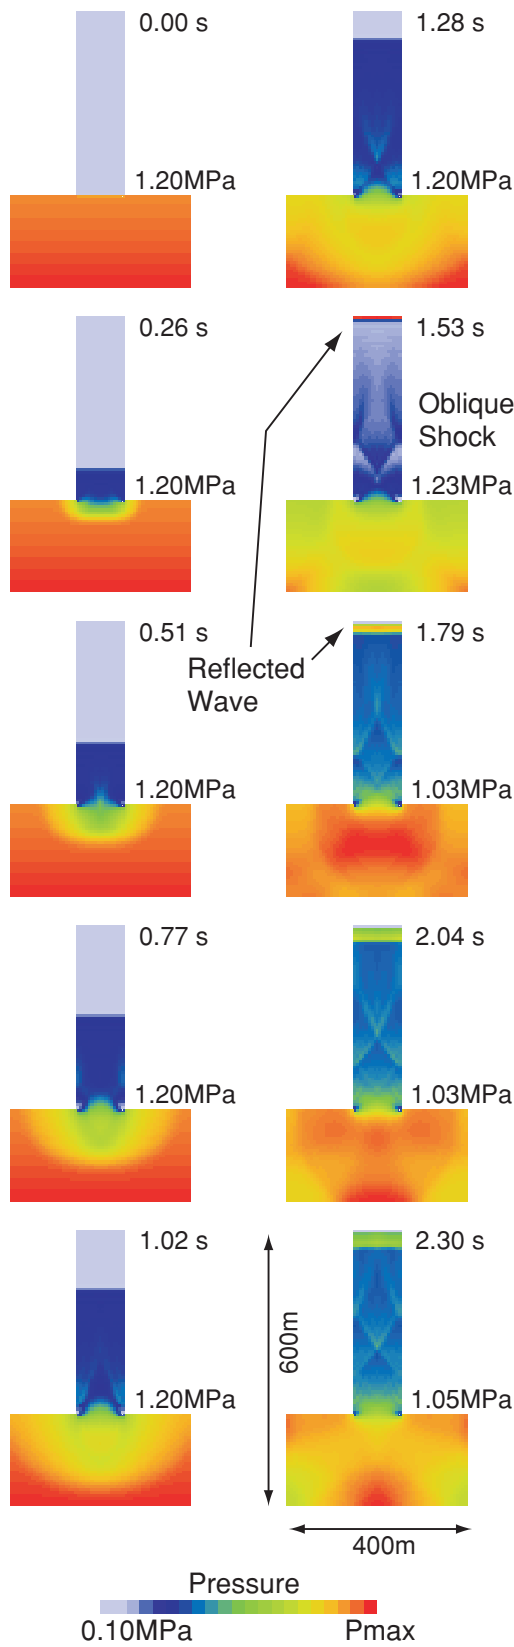 0.00 s
1.20MPa
0.26 s
1.20MPa
0.51 s
1.20MPa
0.77 s
1.20MPa
1.02 s
1.20MPa
1.28 s
1.20MPa
1.53 s
Oblique
Shock
1.23MPa
Reflected
Wave
1.79 s
1.03MPa
2.04 s
1.03MPa
2.30 s
1.05MPa
600m
400m
Pressure
0.10MPa
Pmax